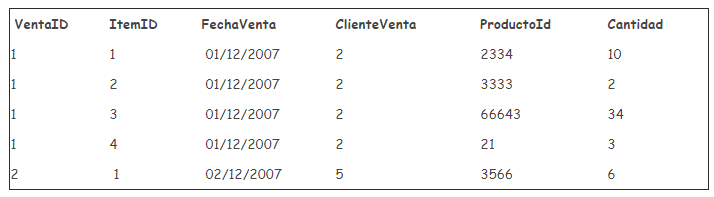 VentaID ItemID FechaVenta ClienteVenta ProductoId Cantidad
1 1 01/12/2007 2 2334 10
1 2 01/12/2007 2 3333 2
1 3 01/12/2007 2 66643 34
1 4 01/12/2007 2 21 3
2 1 02/12/2007 5 3566 6